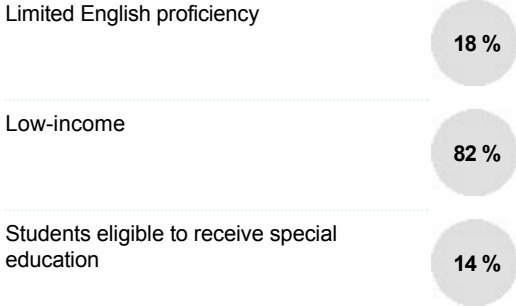 Limited English proficiency
18 %
Low-income
82 %
Students eligible to receive special
education
14 %